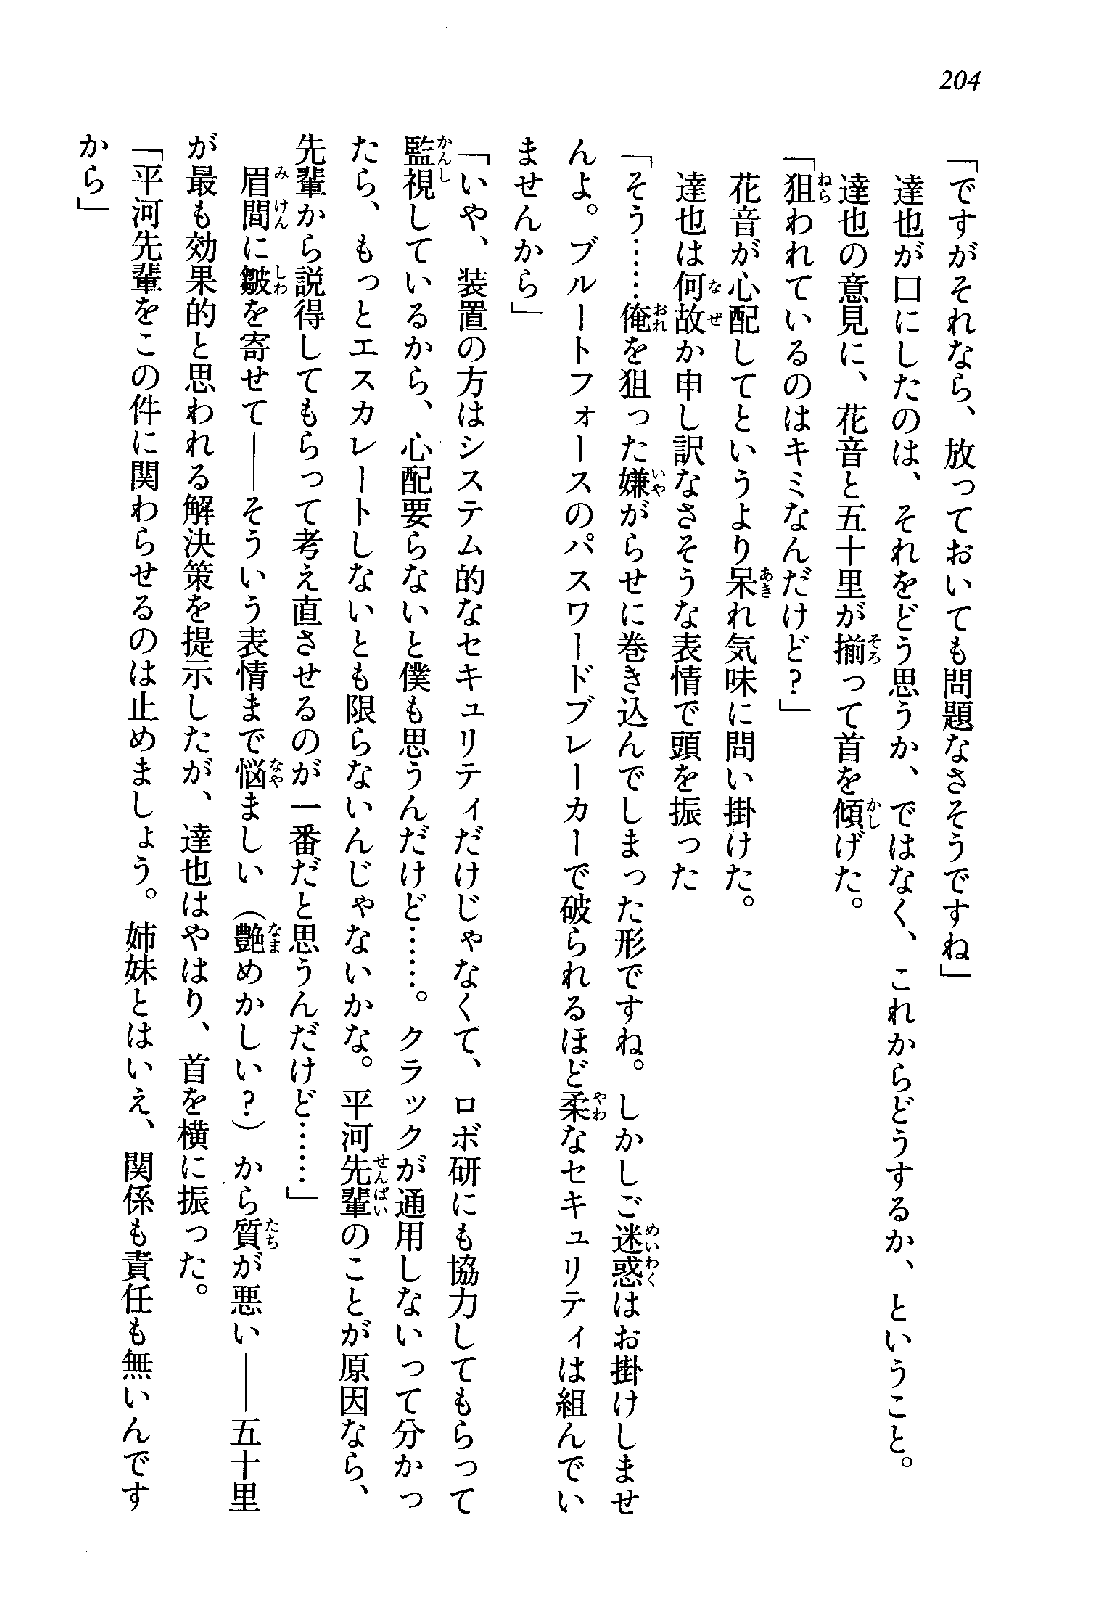 204
「ですがそれなら、放っておいても問題なさそうですね」
達也が口にしたのは、それをどう思うか、ではなく、これからどうするか、ということ。
達也の意見に、花音と五十里が揃って首を傾げた。
「狙われているのはキミなんだけど?」
花音が心配してというより呆れ気味に問い掛けた。
達也は何故か申し訳なさそうな表情で頭を振った
「そう……俺を狙った嫌がらせに巻き込んでしまった形ですね。しかしご迷惑はお掛けしませ
んよ。ブルートフォースのパスワードブレーカーで破られるほど柔なセキュリティは組んでい
ませんから」
「いや、装置の方はシステム的なセキュリティだけじゃなくて、ロボ研にも協力してもらって
監視しているから、心配要らないと僕も思うんだけど……。クラックが通用しないって分かっ
たら、もっとエスカレートしないとも限らないんじゃないかな。平河先輩のことが原因なら、
先輩から説得してもらって考え直させるのが一番だと思うんだけど……」
眉間に皺を寄せて――そういう表情まで悩ましい(艶めかしい?)から質が悪い――五十里
が最も効果的と思われる解決策を提示したが、達也はやはり、首を横に振った。
「平河先輩をこの件に関わらせるのは止めましょう。姉妹とはいえ、関係も責任も無いんです
から」